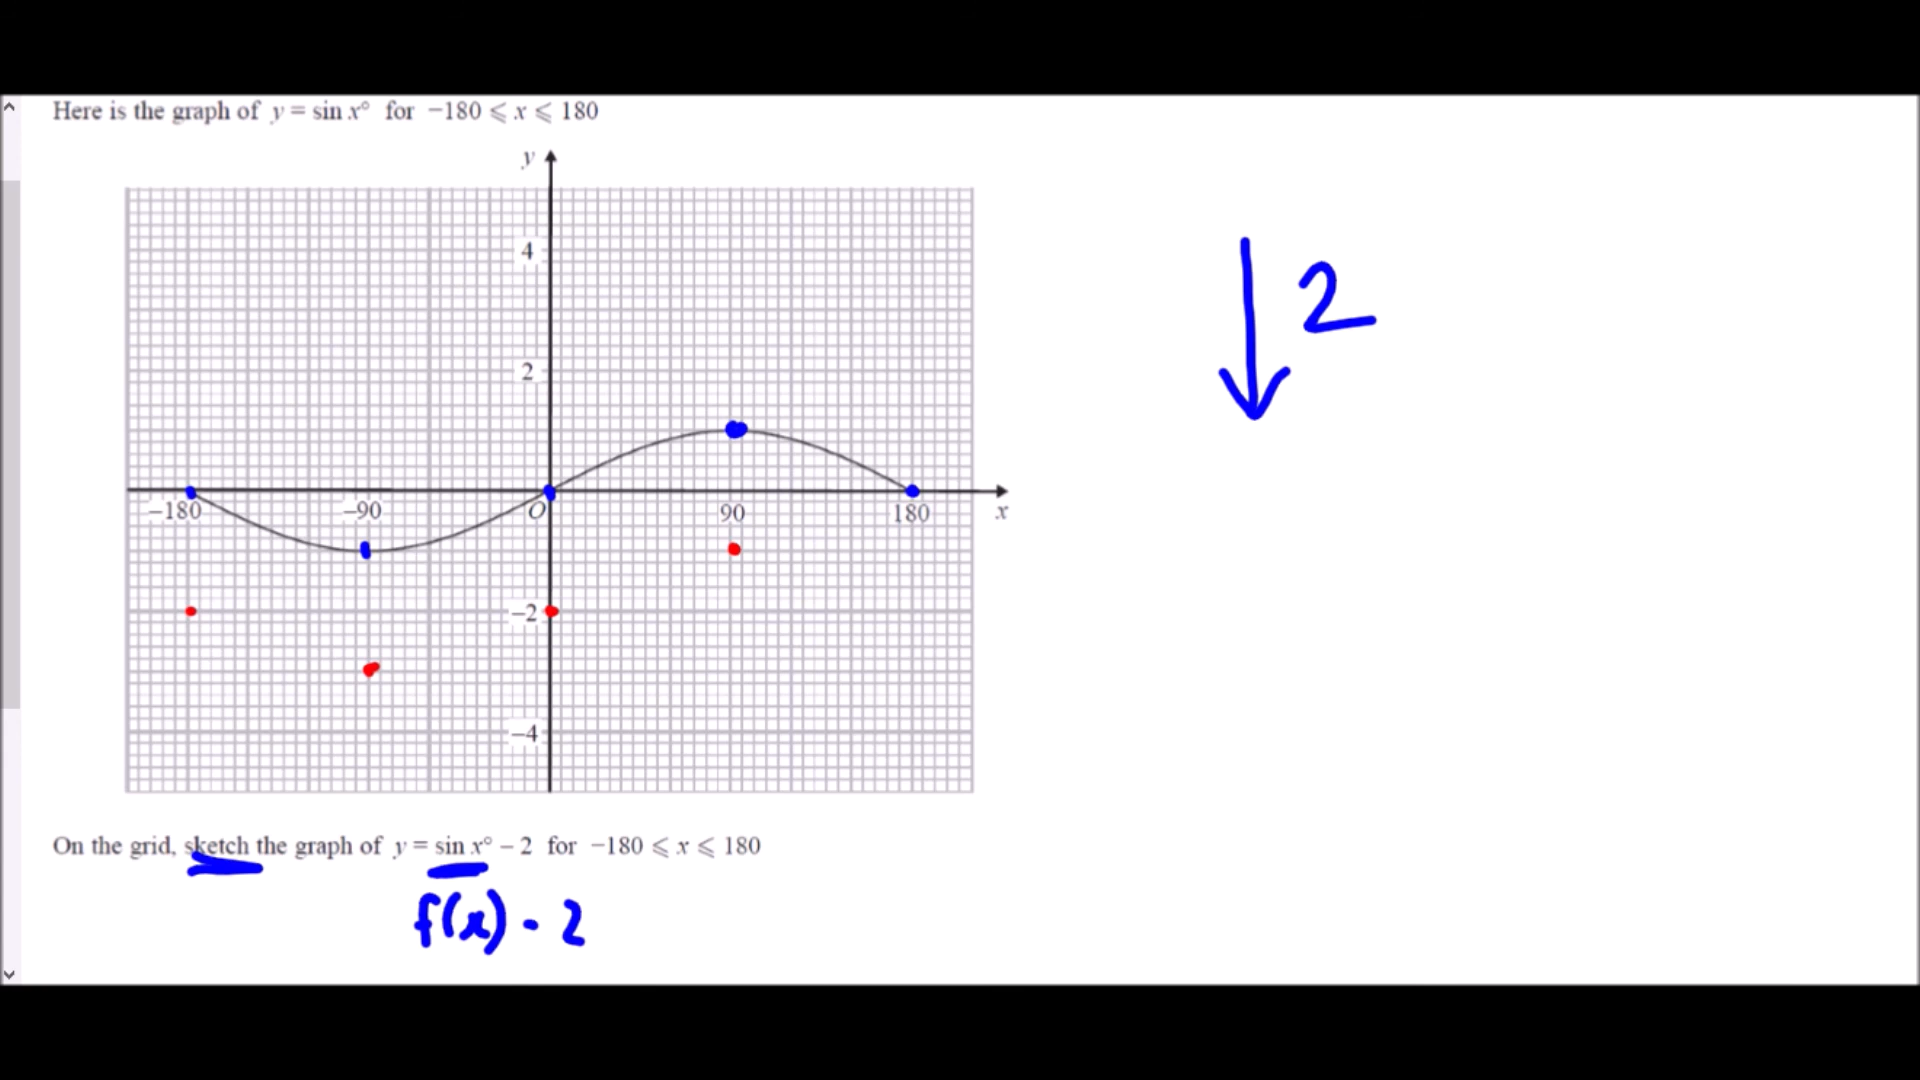 Here is the graph of y = sin x° for −180 ⩽ x ⩽ 180
y
4
2
2
−180
−90
O
90
180
x
−2
−4
On the grid, sketch the graph of y = sin x° − 2 for −180 ⩽ x ⩽ 180
f(x) - 2